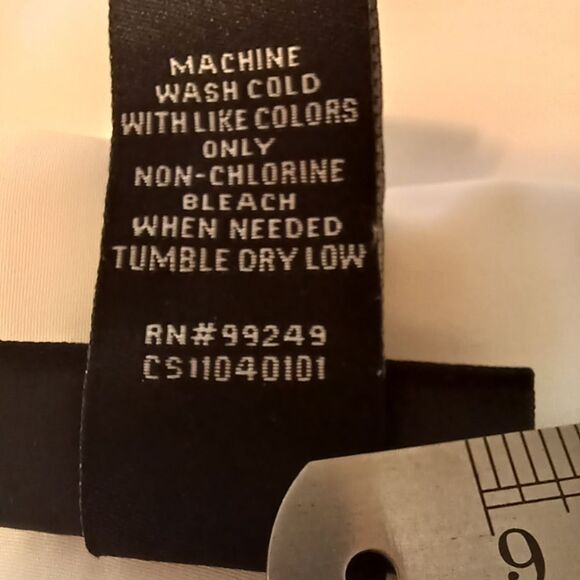 MACHINE
WASH COLD
WITH LIKE COLORS
ONLY
NON-CHLORINE
BLEACH
WHEN NEEDED
TUMBLE DRY LOW
RN#99249
CS11040101
9